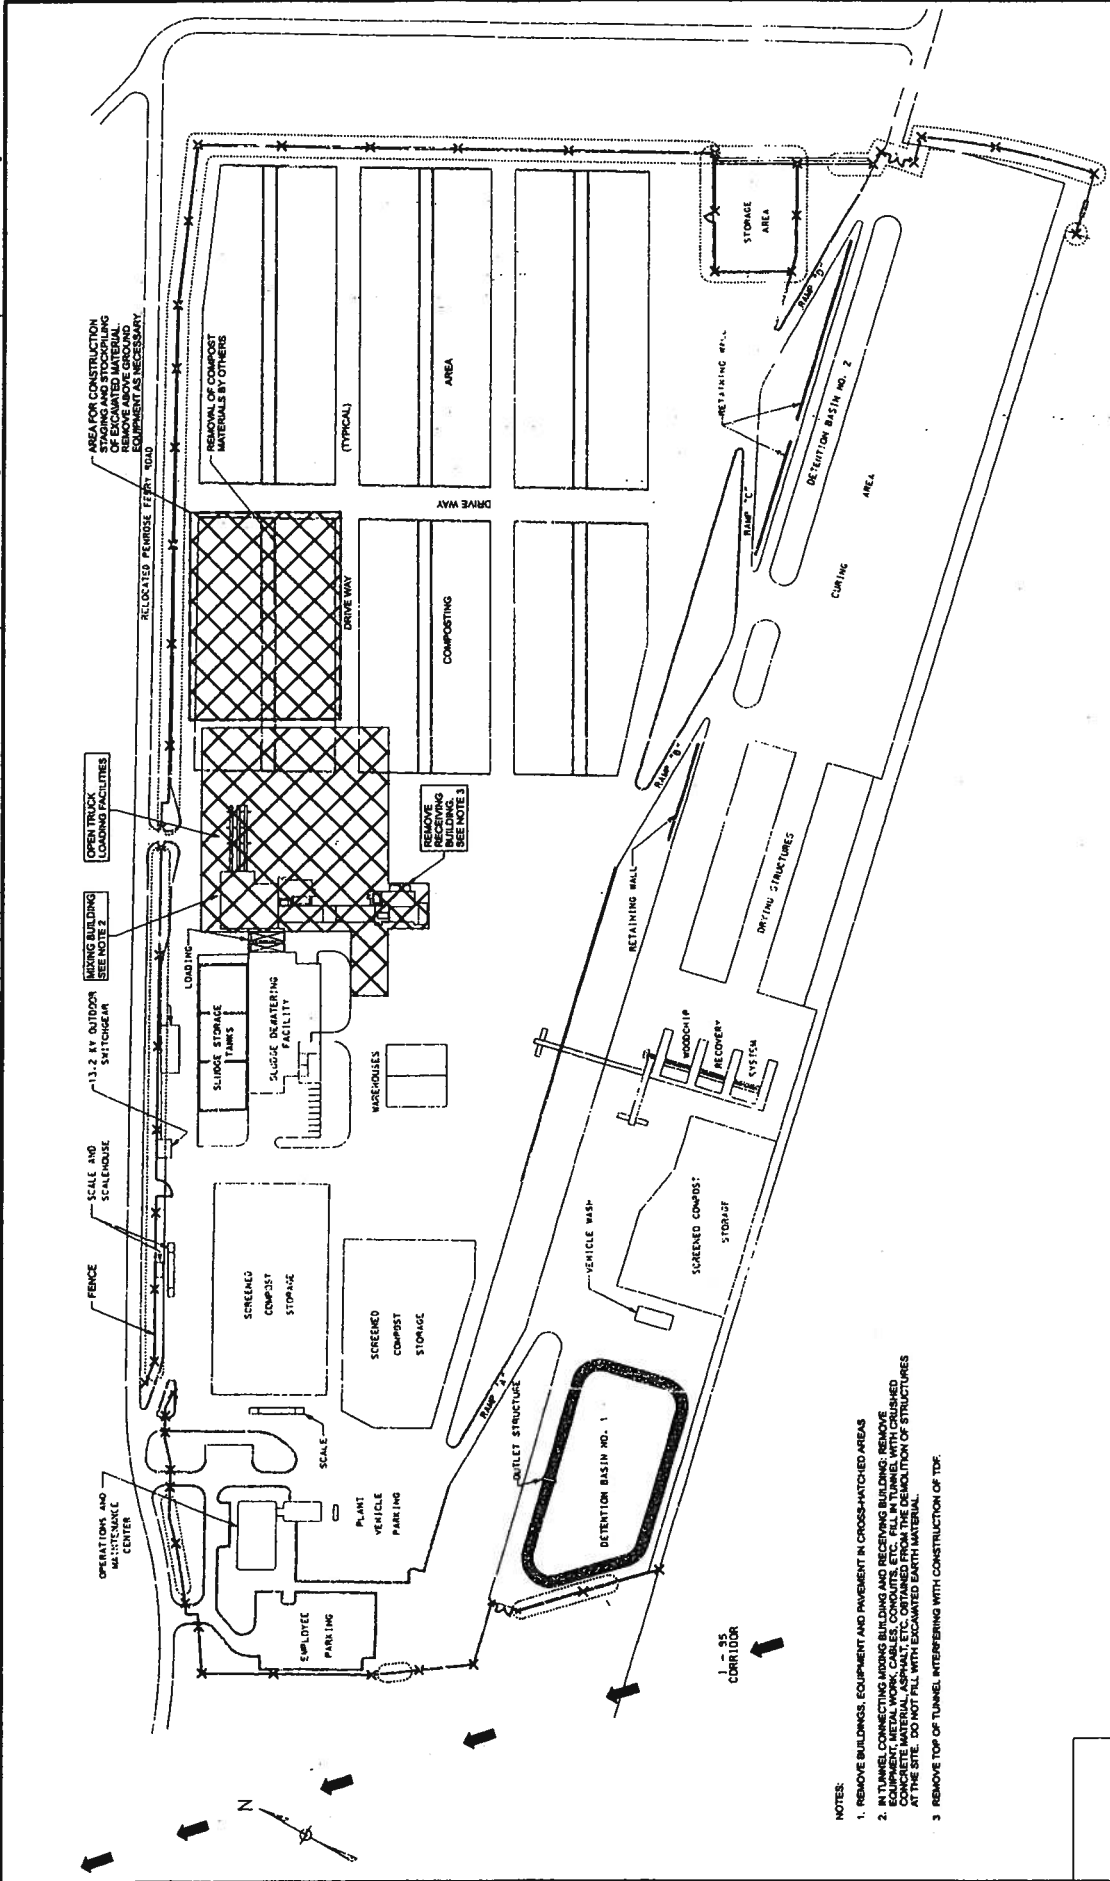 RELOCATED PENROSE FERRY ROAD
OPERATIONS AND
MAINTENANCE
CENTER
FENCE
SCALE AND
SCALEHOUSE
13.2 KV OUTDOOR
SWITCHGEAR
MIXING BUILDING
SEE NOTE 2
OPEN TRUCK
LOADING FACILITIES
AREA FOR CONSTRUCTION
STAGING AND STOCKPILING
OF EXCAVATED MATERIAL.
REMOVE ABOVE GROUND
EQUIPMENT AS NECESSARY
REMOVAL OF COMPOST
MATERIALS BY OTHERS
LOADING
SLUDGE STORAGE
TANKS
SLUDGE DEWATERING
FACILITY
WAREHOUSES
REMOVE
RECEIVING
BUILDING.
SEE NOTE 3
DRIVE WAY
(TYPICAL)
DRIVE WAY
COMPOSTING
AREA
STORAGE
AREA
EMPLOYEE
PARKING
PLANT
VEHICLE
PARKING
SCALE
SCREENED
COMPOST
STORAGE
SCREENED
COMPOST
STORAGE
RAMP "A"
OUTLET STRUCTURE
DETENTION BASIN NO. 1
VEHICLE WASH
SCREENED COMPOST
STORAGE
WOODCHIP
RECOVERY
SYSTEM
RETAINING WALL
RAMP "B"
DRYING STRUCTURES
RAMP "C"
RETAINING WALL
RAMP "D"
DETENTION BASIN NO. 2
CURING
AREA
I - 95
CORRIDOR
N
NOTES:
1. REMOVE BUILDINGS, EQUIPMENT AND PAVEMENT IN CROSS-HATCHED AREAS
2. IN TUNNEL CONNECTING MIXING BUILDING AND RECEIVING BUILDING: REMOVE
EQUIPMENT, METAL WORK, CABLES, CONDUITS, ETC. FILL IN TUNNEL WITH CRUSHED
CONCRETE MATERIAL, ASPHALT, ETC. OBTAINED FROM THE DEMOLITION OF STRUCTURES
AT THE SITE. DO NOT FILL WITH EXCAVATED EARTH MATERIAL.
3 REMOVE TOP OF TUNNEL INTERFERING WITH CONSTRUCTION OF TDF.